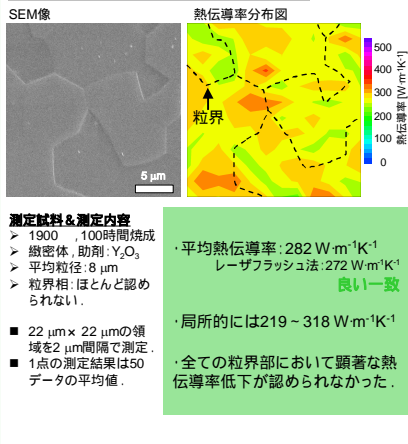 SEM像
熱伝導率分布図
粒界
5 μm
500
400
300
200
100
0
熱伝導率 [W·m⁻¹K⁻¹]
測定試料&測定内容
➢ 1900 ,100時間焼成
➢ 緻密体,助剤:Y₂O₃
➢ 平均粒径:8 μm
➢ 粒界相:ほとんど認め
られない.
■ 22 μm× 22 μmの領
域を2 μm間隔で測定.
■ 1点の測定結果は50
データの平均値.
·平均熱伝導率:282 W·m⁻¹K⁻¹
レーザフラッシュ法:272 W·m⁻¹K⁻¹
良い一致
·局所的には219~318 W·m⁻¹K⁻¹
·全ての粒界部において顕著な熱
伝導率低下が認められなかった.